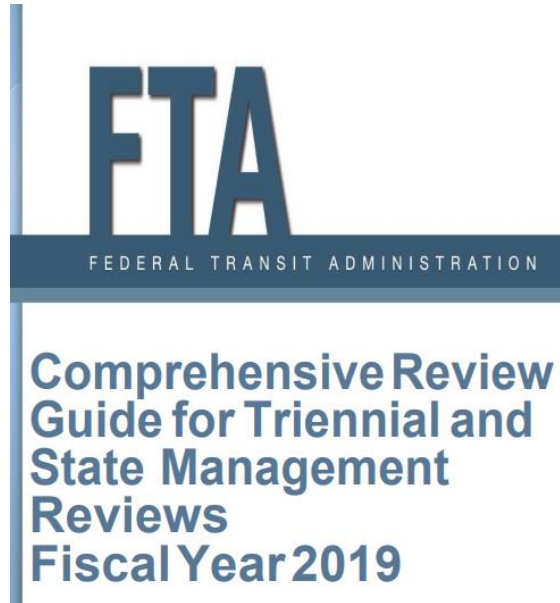 FTA
FEDERAL TRANSIT ADMINISTRATION
Comprehensive Review
Guide for Triennial and
State Management
Reviews
Fiscal Year 2019